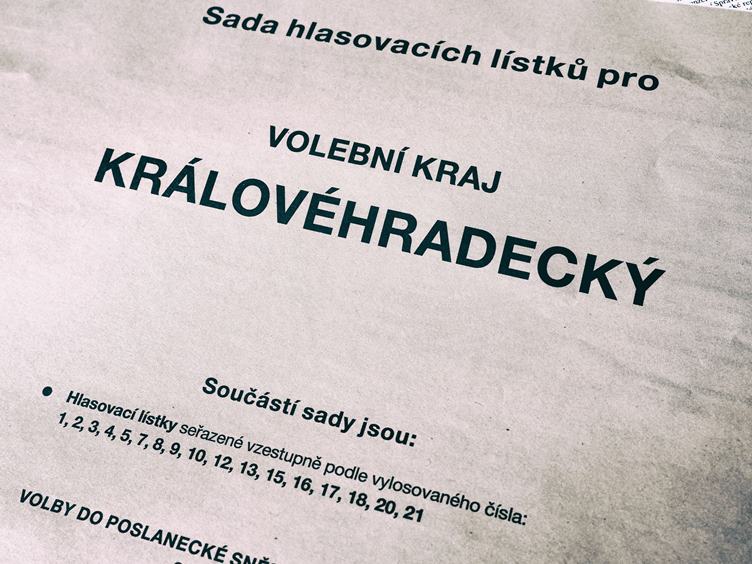 Sada hlasovacích lístků pro
VOLEBNÍ KRAJ
KRÁLOVÉHRADECKÝ
Součástí sady jsou:
• Hlasovací lístky seřazené vzestupně podle vylosovaného čísla:
1, 2, 3, 4, 5, 7, 8, 9, 10, 12, 13, 15, 16, 17, 18, 20, 21
VOLBY DO POSLANECKÉ